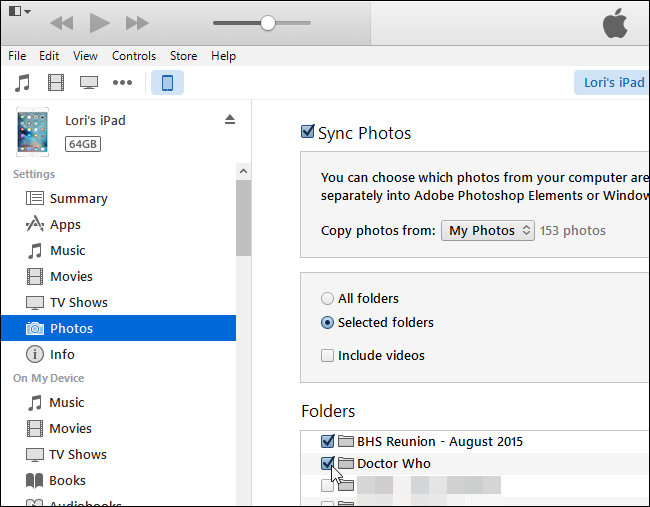 File Edit View Controls Store Help
Lori's iPad
Lori's iPad
64GB
Settings
Summary
Apps
Music
Movies
TV Shows
Photos
Info
On My Device
Music
Movies
TV Shows
Books
Audiobooks
Sync Photos
You can choose which photos from your computer are
separately into Adobe Photoshop Elements or Window
Copy photos from: My Photos 153 photos
All folders
Selected folders
Include videos
Folders
BHS Reunion - August 2015
Doctor Who